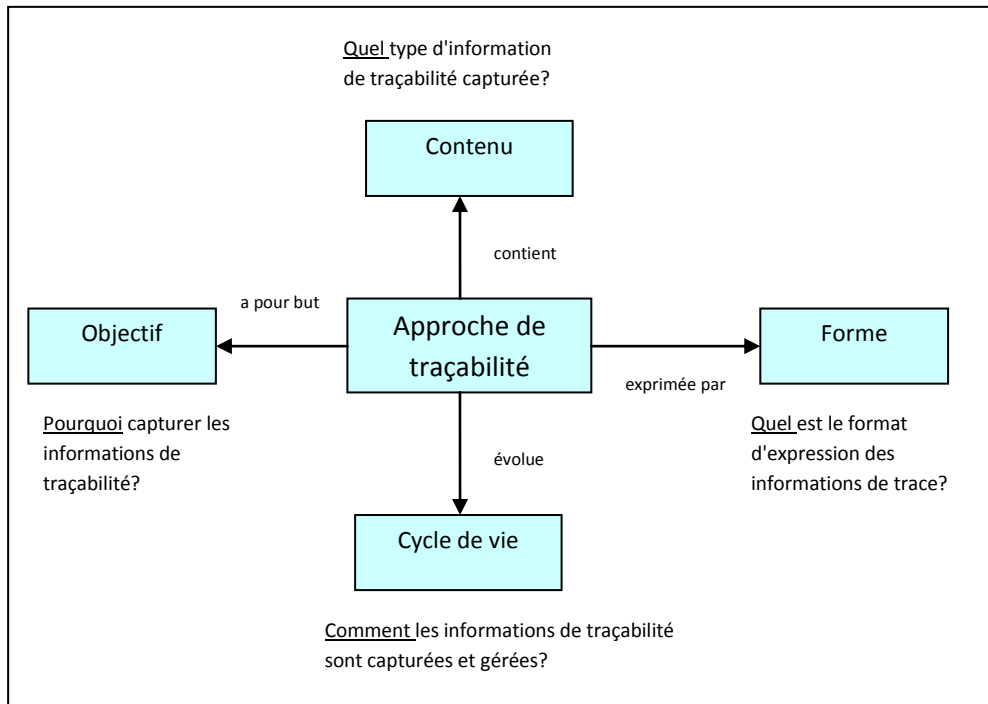 Quel type d'information
de traçabilité capturée?
Contenu
contient
a pour but
Objectif
Approche de
traçabilité
Forme
exprimée par
Pourquoi capturer les
informations de
traçabilité?
Quel est le format
d'expression des
informations de trace?
évolue
Cycle de vie
Comment les informations de traçabilité
sont capturées et gérées?